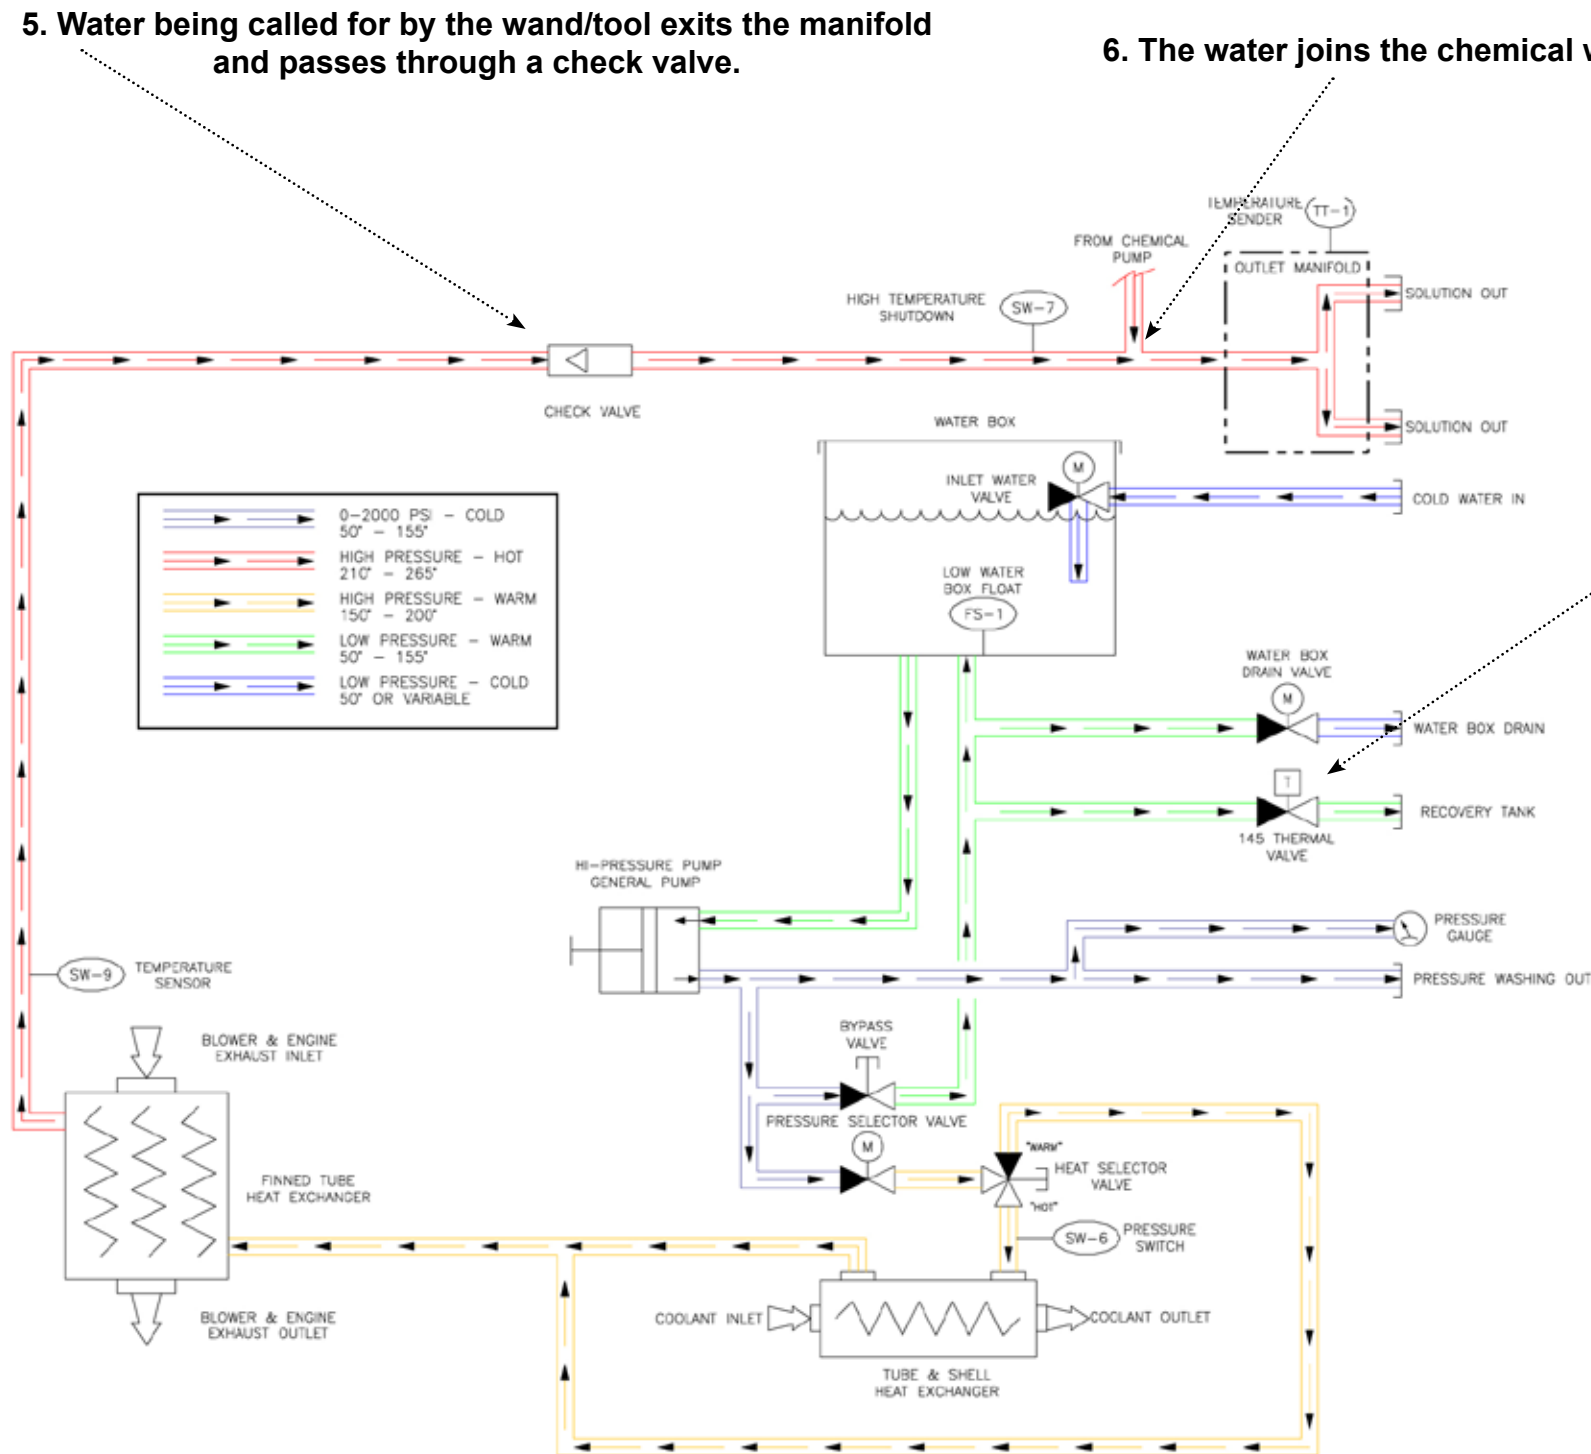 5. Water being called for by the wand/tool exits the manifold
and passes through a check valve.
6. The water joins the chemical
TEMPERATURE
SENDER
TT-1
FROM CHEMICAL
PUMP
OUTLET MANIFOLD
HIGH TEMPERATURE
SHUTDOWN
SW-7
SOLUTION OUT
CHECK VALVE
SOLUTION OUT
WATER BOX
M
INLET WATER
VALVE
COLD WATER IN
0-2000 PSI - COLD
50° - 155°
HIGH PRESSURE - HOT
210° - 265°
HIGH PRESSURE - WARM
150° - 200°
LOW PRESSURE - WARM
50° - 155°
LOW PRESSURE - COLD
50° OR VARIABLE
LOW WATER
BOX FLOAT
FS-1
WATER BOX
DRAIN VALVE
M
WATER BOX DRAIN
T
RECOVERY TANK
145 THERMAL
VALVE
HI-PRESSURE PUMP
GENERAL PUMP
PRESSURE
GAUGE
SW-9
TEMPERATURE
SENSOR
PRESSURE WASHING OUT
BLOWER & ENGINE
EXHAUST INLET
BYPASS
VALVE
PRESSURE SELECTOR VALVE
M
"WARM"
HEAT SELECTOR
VALVE
"HOT"
FINNED TUBE
HEAT EXCHANGER
SW-6
PRESSURE
SWITCH
BLOWER & ENGINE
EXHAUST OUTLET
COOLANT INLET
COOLANT OUTLET
TUBE & SHELL
HEAT EXCHANGER